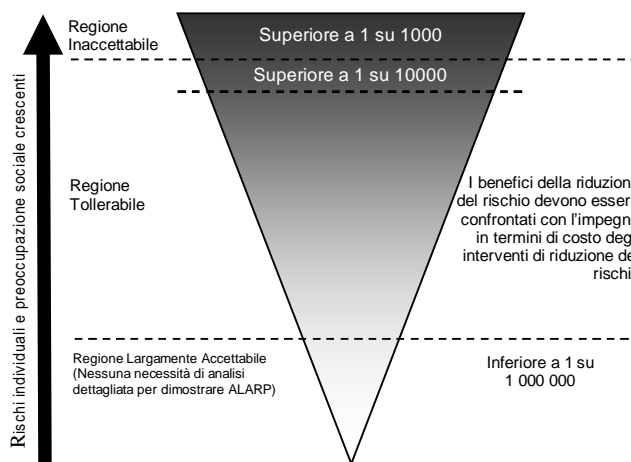 Rischi individuali e preoccupazione sociale crescenti
Regione
Inaccettabile
Superiore a 1 su 1000
Superiore a 1 su 10000
Regione
Tollerabile
I benefici della riduzion
del rischio devono esser
confrontati con l'impegn
in termini di costo deg
interventi di riduzione de
rischi
Regione Largamente Accettabile
(Nessuna necessità di analisi
dettagliata per dimostrare ALARP)
Inferiore a 1 su
1 000 000